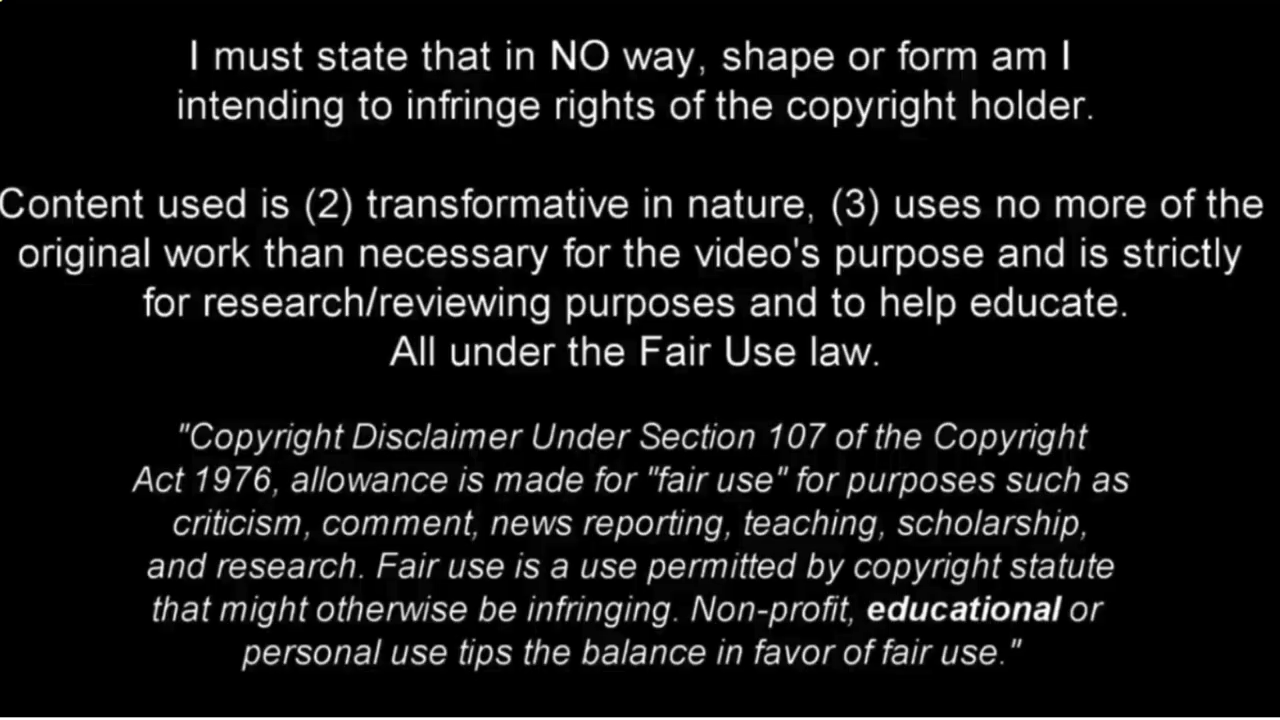 I must state that in NO way, shape or form am I
intending to infringe rights of the copyright holder.
Content used is (2) transformative in nature, (3) uses no more of the
original work than necessary for the video's purpose and is strictly
for research/reviewing purposes and to help educate.
All under the Fair Use law.
"Copyright Disclaimer Under Section 107 of the Copyright
Act 1976, allowance is made for "fair use" for purposes such as
criticism, comment, news reporting, teaching, scholarship,
and research. Fair use is a use permitted by copyright statute
that might otherwise be infringing. Non-profit, educational or
personal use tips the balance in favor of fair use."